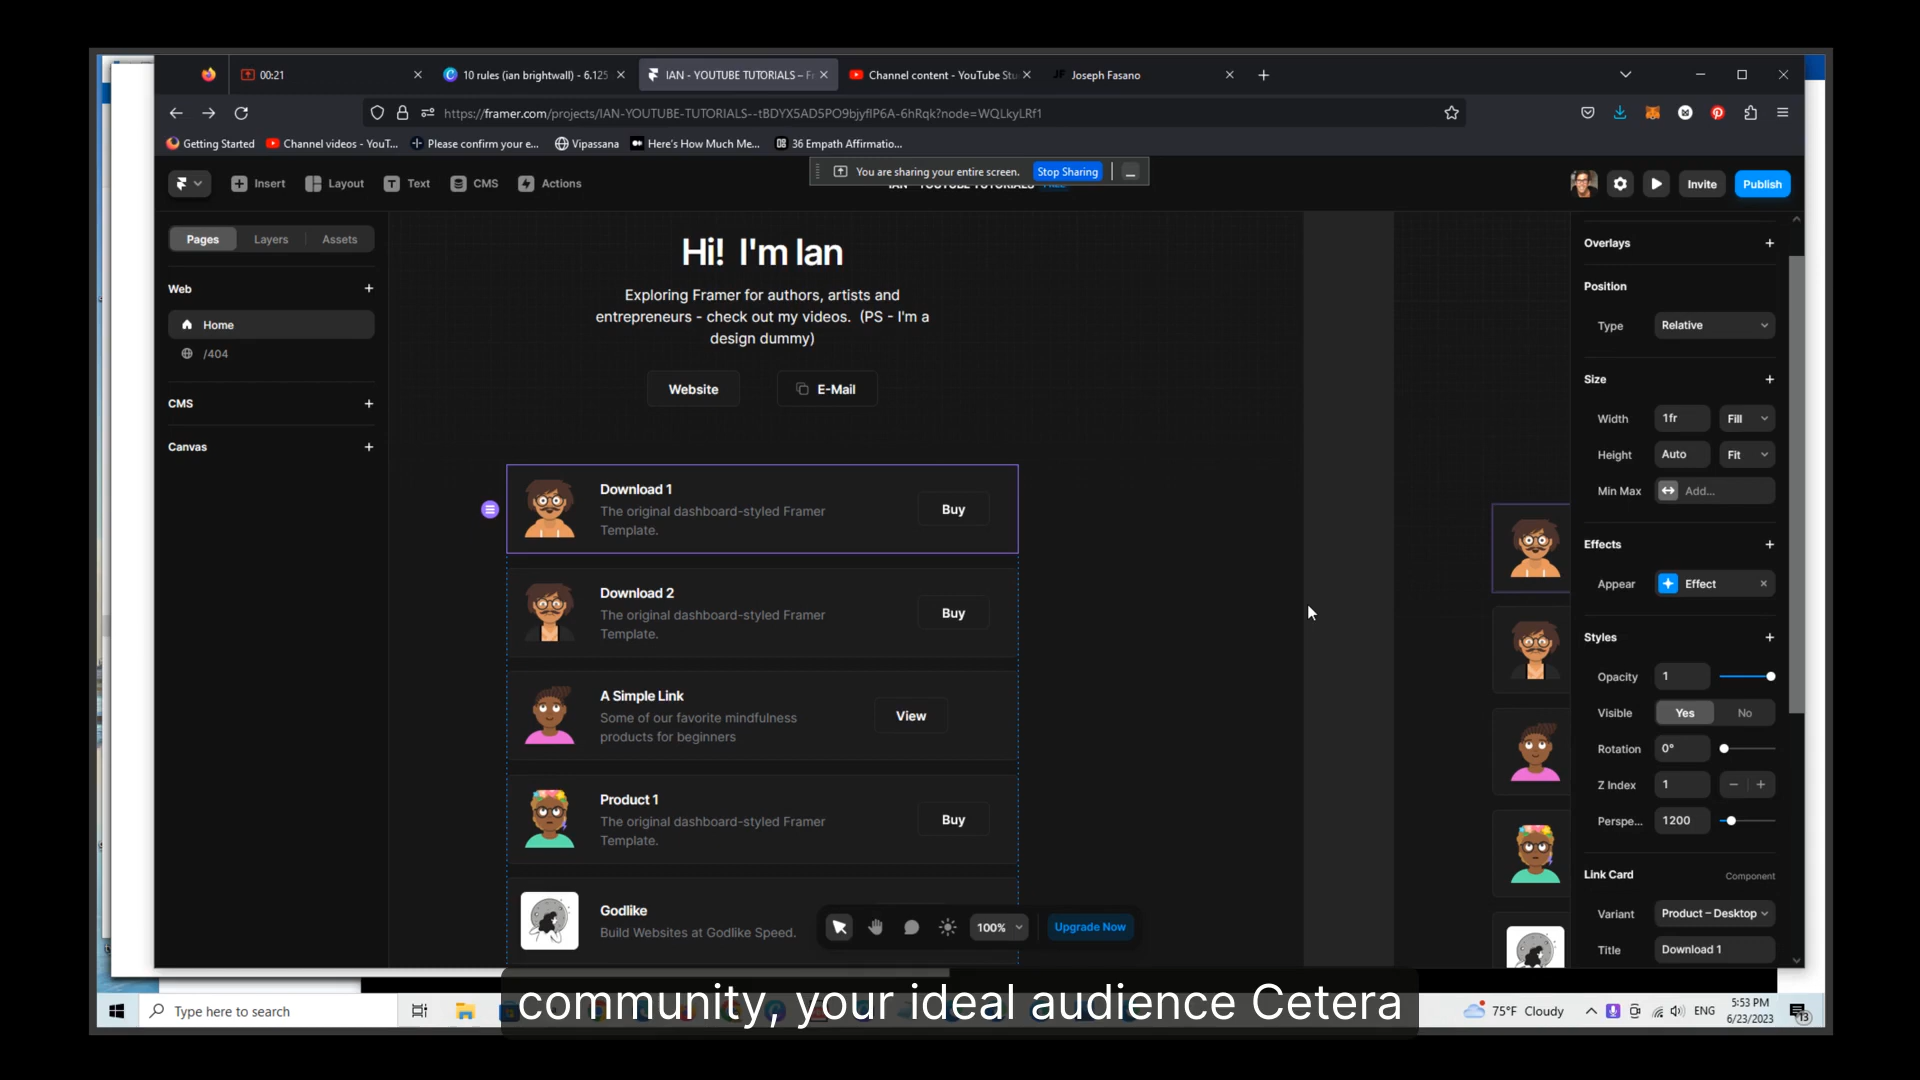 00:21
10 rules (ian brightwall) - 6.125
IAN - YOUTUBE TUTORIALS – Fr
Channel content - YouTube Stu
Joseph Fasano
https://framer.com/projects/IAN-YOUTUBE-TUTORIALS--tBDYX5AD5PO9bjyflP6A-6hRqk?node=WQLkyLRf1
Getting Started
Channel videos - YouT...
Please confirm your e...
Vipassana
Here's How Much Me...
36 Empath Affirmatio...
You are sharing your entire screen.
Stop Sharing
Insert
Layout
Text
CMS
Actions
IAN - YOUTUBE TUTORIALS FREE
Invite
Publish
Pages
Layers
Assets
Web
Home
/404
CMS
Canvas
Hi! I'm Ian
Exploring Framer for authors, artists and
entrepreneurs - check out my videos. (PS - I'm a
design dummy)
Website
E-Mail
Download 1
The original dashboard-styled Framer
Template.
Buy
Download 2
The original dashboard-styled Framer
Template.
Buy
A Simple Link
Some of our favorite mindfulness
products for beginners
View
Product 1
The original dashboard-styled Framer
Template.
Buy
Godlike
Build Websites at Godlike Speed.
100%
Upgrade Now
Overlays
Position
Type
Relative
Size
Width
1fr
Fill
Height
Auto
Fit
Min Max
Add...
Effects
Appear
Effect
Styles
Opacity
1
Visible
Yes
No
Rotation
0°
Z Index
1
Perspe...
1200
Link Card
Component
Variant
Product – Desktop
Title
Download 1
community, your ideal audience Cetera
Type here to search
75°F Cloudy
ENG
5:53 PM
6/23/2023
13